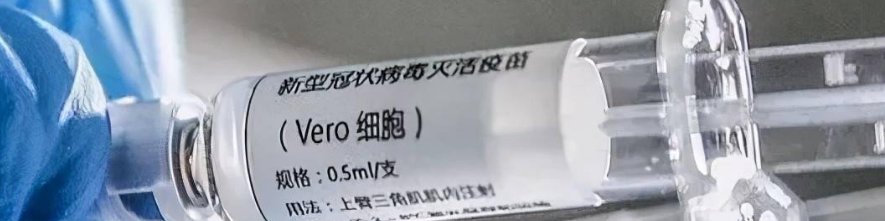 新型冠状病毒灭活疫苗
（Vero 细胞）
规格：0.5ml/支
用法：上臂三角肌肌内注射